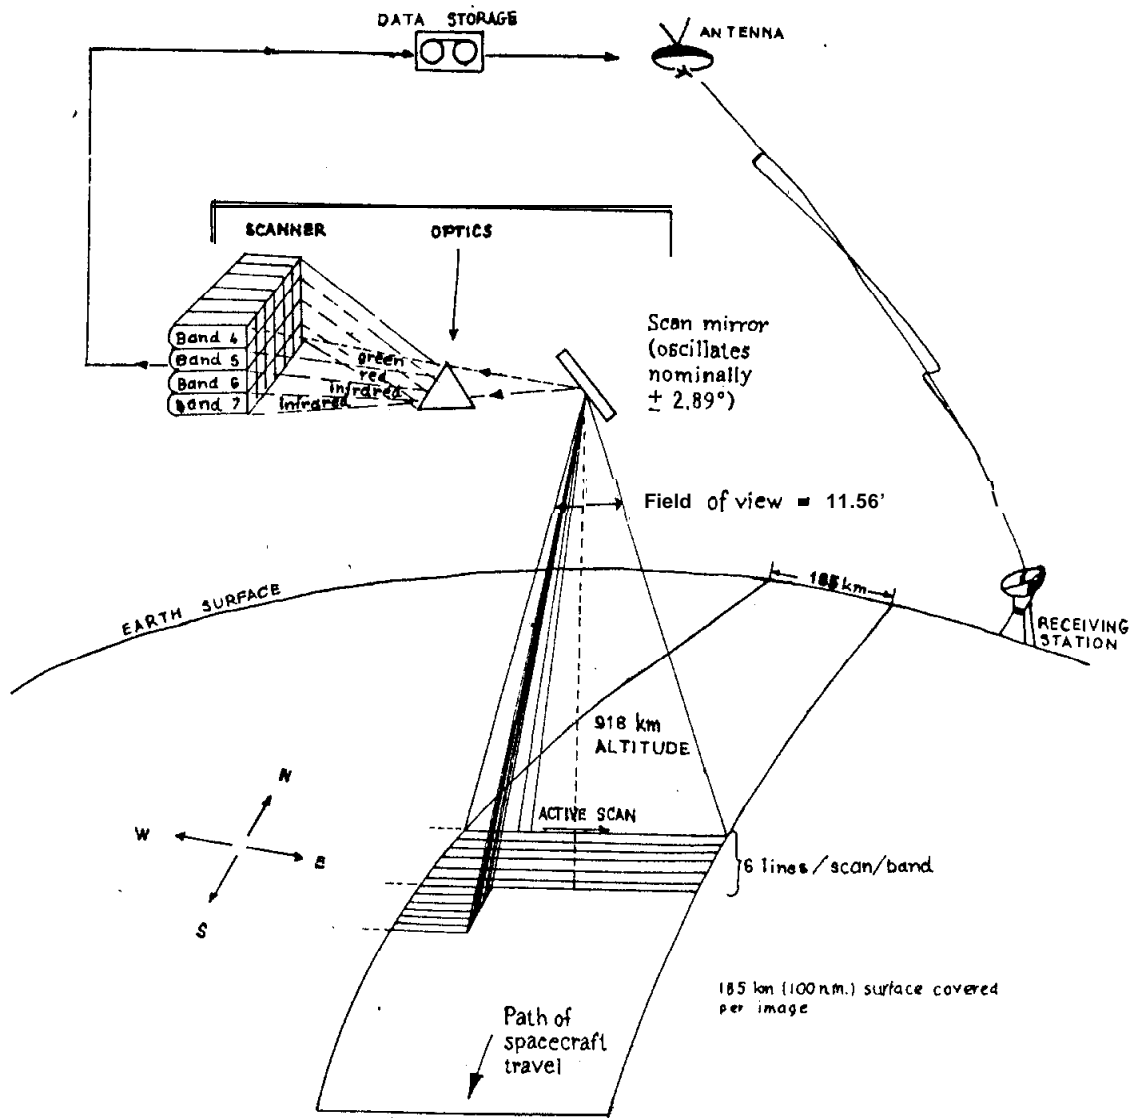 DATA STORAGE
ANTENNA
SCANNER
OPTICS
Band 4
Band 5
Band 6
Band 7
green
red
infrared
infrared
Scan mirror
(oscillates
nominally
± 2.89°)
Field of view = 11.56'
EARTH SURFACE
185 km
RECEIVING
STATION
918 km
ALTITUDE
N
W
E
S
ACTIVE SCAN
6 lines/scan/band
185 km (100 n.m.) surface covered
per image
Path of
spacecraft
travel